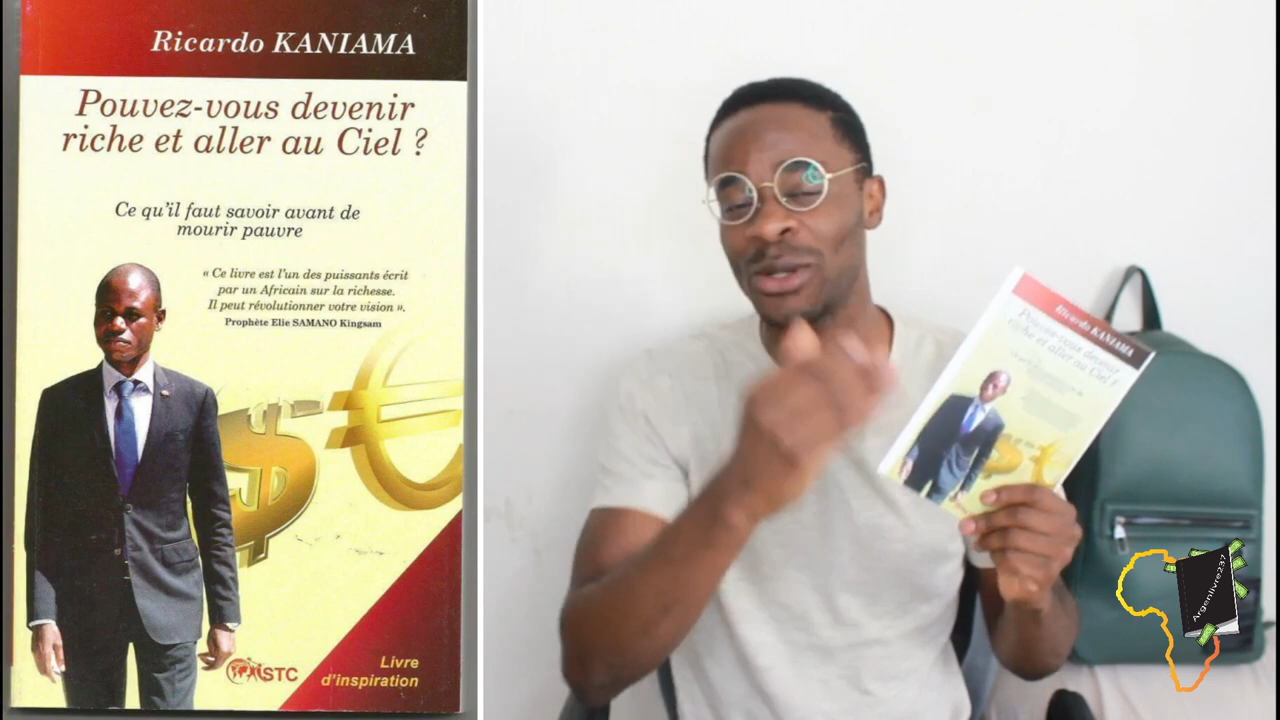 Ricardo KANIAMA
Pouvez-vous devenir
riche et aller au Ciel ?
Ce qu'il faut savoir avant de
mourir pauvre
« Ce livre est l'un des puissants écrit
par un Africain sur la richesse.
Il peut révolutionner votre vision ».
Prophète Elie SAMANO Kingsam
ISTC
Livre
d'inspiration
Ricardo KANIAMA
Pouvez-vous devenir
riche et aller au Ciel ?
Argenlivre237